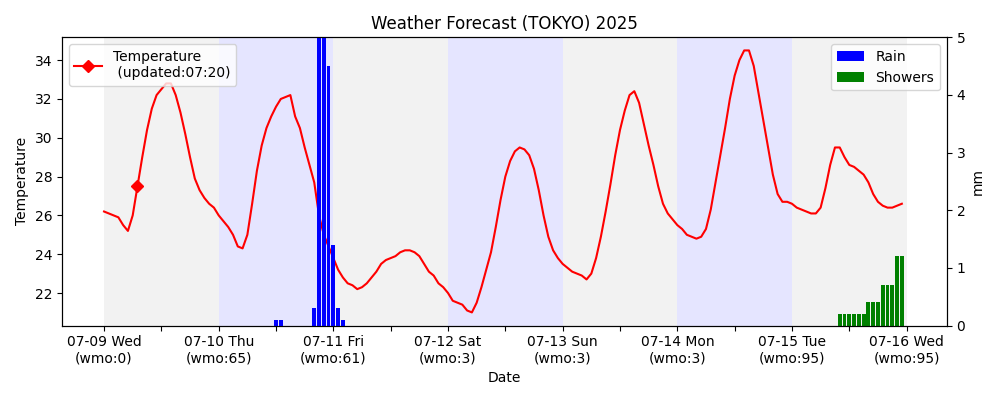 Weather Forecast (TOKYO) 2025
Temperature
(updated:07:20)
Rain
Showers
34
32
30
28
26
24
22
Temperature
5
4
3
2
1
0
mm
07-09 Wed
(wmo:0)
07-10 Thu
(wmo:65)
07-11 Fri
(wmo:61)
07-12 Sat
(wmo:3)
07-13 Sun
(wmo:3)
07-14 Mon
(wmo:3)
07-15 Tue
(wmo:95)
07-16 Wed
(wmo:95)
Date